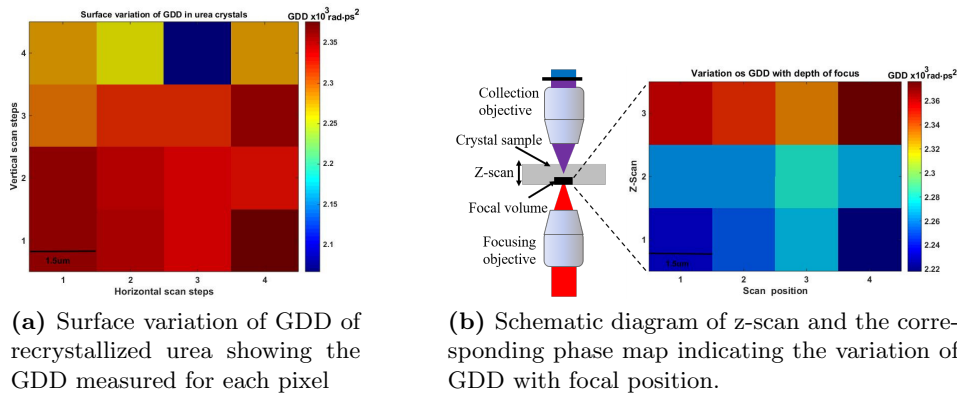 Surface variation of GDD in urea crystals
GDD x10³ rad-ps²
Vertical scan steps
4
3
2
1
1.5um
1 2 3 4
Horizontal scan steps
2.35
2.3
2.25
2.2
2.15
2.1
(a) Surface variation of GDD of
recrystallized urea showing the
GDD measured for each pixel
Collection
objective
Crystal sample
Z-scan
Focal volume
Focusing
objective
Variation os GDD with depth of focus
GDD x10³ rad-ps²
Z-Scan
3
2
1
1 2 3 4
Scan position
2.36
2.34
2.32
2.30
2.28
2.26
2.24
2.22
(b) Schematic diagram of z-scan and the corre-
sponding phase map indicating the variation of
GDD with focal position.